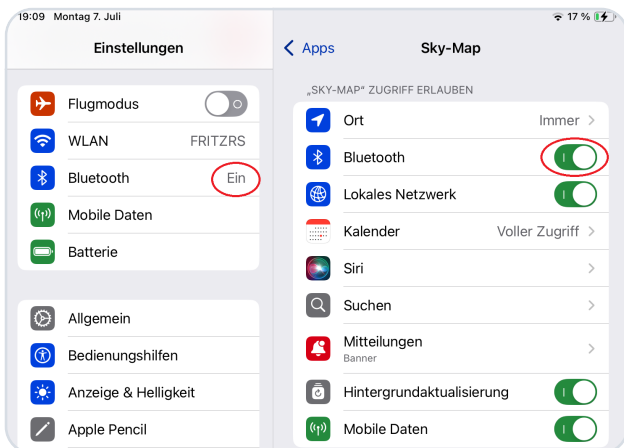 19:09 Montag 7. Juli
17 %
Einstellungen
Flugmodus
WLAN FRITZRS
Bluetooth Ein
Mobile Daten
Batterie
Allgemein
Bedienungshilfen
Anzeige & Helligkeit
Apple Pencil
Apps
Sky-Map
„SKY-MAP“ ZUGRIFF ERLAUBEN
Ort Immer
Bluetooth
Lokales Netzwerk
Kalender Voller Zugriff
Siri
Suchen
Mitteilungen
Banner
Hintergrundaktualisierung
Mobile Daten